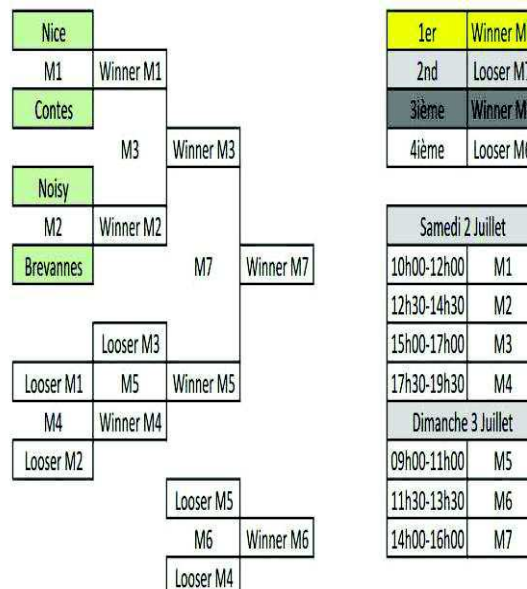 Nice
M1 Winner M1
Contes
M3 Winner M3
Noisy
M2 Winner M2
Brevannes M7 Winner M7
Looser M3
Looser M1 M5 Winner M5
M4 Winner M4
Looser M2
Looser M5
M6 Winner M6
Looser M4
1er Winner M
2nd Looser M7
3ième Winner M
4ième Looser M6
Samedi 2 Juillet
10h00-12h00 M1
12h30-14h30 M2
15h00-17h00 M3
17h30-19h30 M4
Dimanche 3 Juillet
09h00-11h00 M5
11h30-13h30 M6
14h00-16h00 M7